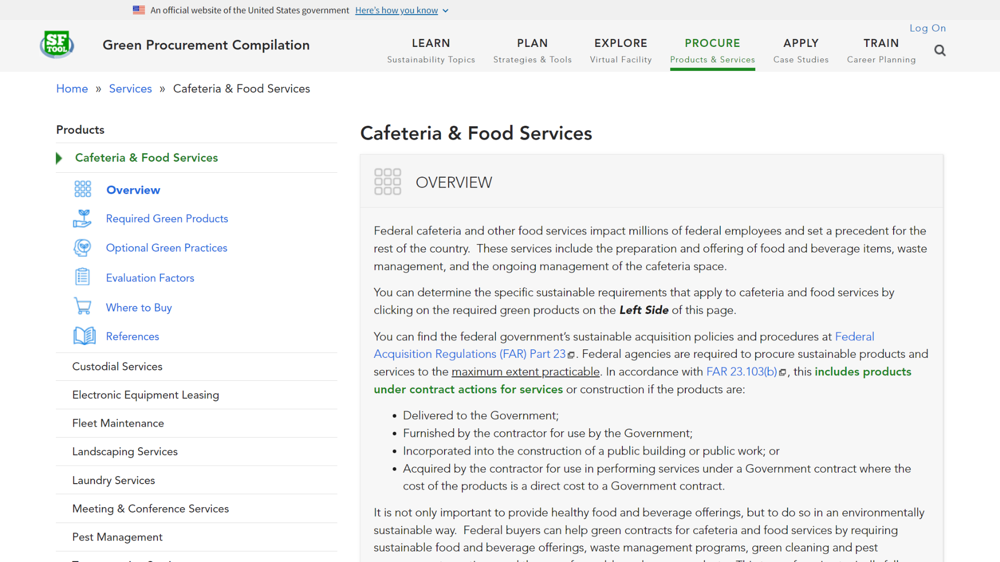 An official website of the United States government Here's how you know
Log On
SF TOOL
Green Procurement Compilation
LEARN
Sustainability Topics
PLAN
Strategies & Tools
EXPLORE
Virtual Facility
PROCURE
Products & Services
APPLY
Case Studies
TRAIN
Career Planning
Home » Services » Cafeteria & Food Services
Products
Cafeteria & Food Services
Overview
Required Green Products
Optional Green Practices
Evaluation Factors
Where to Buy
References
Custodial Services
Electronic Equipment Leasing
Fleet Maintenance
Landscaping Services
Laundry Services
Meeting & Conference Services
Pest Management
Cafeteria & Food Services
OVERVIEW
Federal cafeteria and other food services impact millions of federal employees and set a precedent for the
rest of the country. These services include the preparation and offering of food and beverage items, waste
management, and the ongoing management of the cafeteria space.
You can determine the specific sustainable requirements that apply to cafeteria and food services by
clicking on the required green products on the Left Side of this page.
You can find the federal government's sustainable acquisition policies and procedures at Federal
Acquisition Regulations (FAR) Part 23. Federal agencies are required to procure sustainable products and
services to the maximum extent practicable. In accordance with FAR 23.103(b), this includes products
under contract actions for services or construction if the products are:
• Delivered to the Government;
• Furnished by the contractor for use by the Government;
• Incorporated into the construction of a public building or public work; or
• Acquired by the contractor for use in performing services under a Government contract where the
cost of the products is a direct cost to a Government contract.
It is not only important to provide healthy food and beverage offerings, but to do so in an environmentally
sustainable way. Federal buyers can help green contracts for cafeteria and food services by requiring
sustainable food and beverage offerings, waste management programs, green cleaning and pest